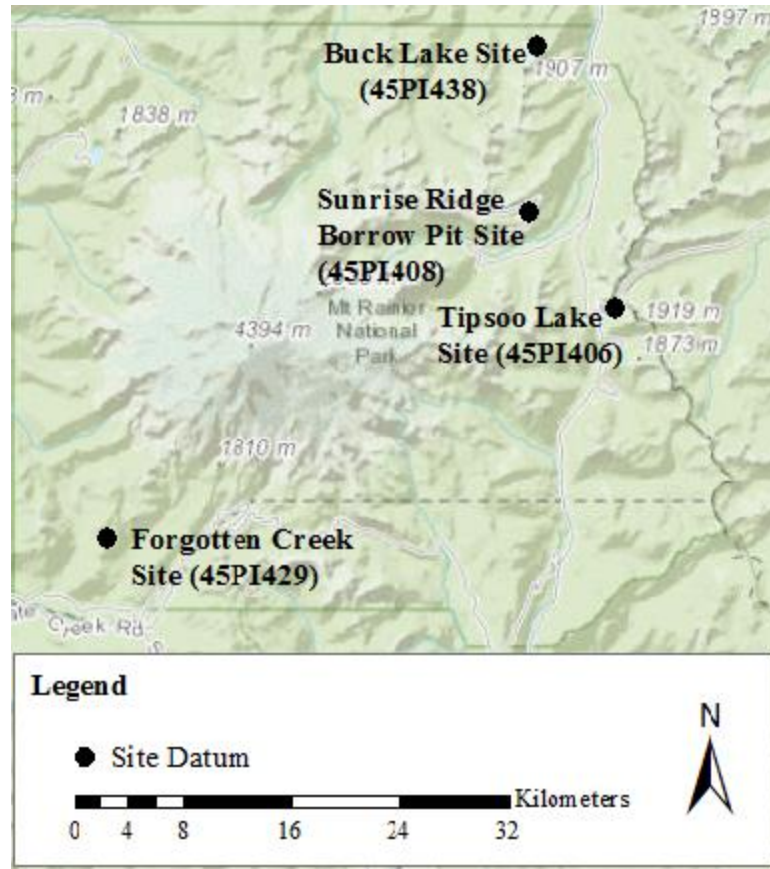 1897 m
Buck Lake Site
(45PI438)
1907 m
m
1838 m
Sunrise Ridge
Borrow Pit Site
(45PI408)
Mt Rainier
National
Park
4394 m
Tipsoo Lake
Site (45PI406)
1919 m
1873 m
1810 m
Forgotten Creek
Site (45PI429)
Creek Rd
S
Legend
N
Site Datum
Kilometers
0 4 8 16 24 32